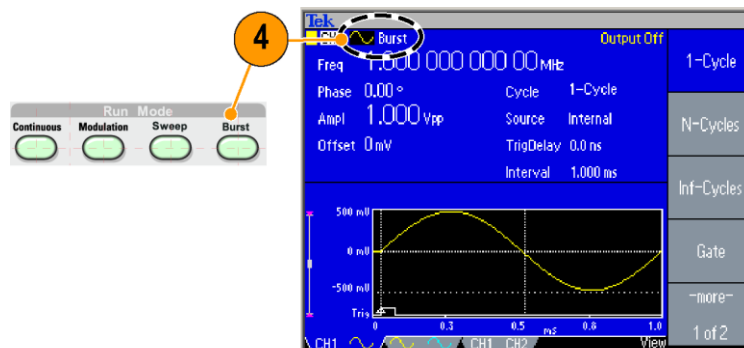 4
Run Mode
Continuous Modulation Sweep Burst
Tek
Burst Output Off
Freq 1.000 000 000 00 MHz
Phase 0.00 °
Ampl 1.000 Vpp
Offset 0 mV
Cycle 1-Cycle
Source Internal
TrigDelay 0.0 ns
Interval 1.000 ms
500 mV
0 mV
-500 mV
Trig
0 0.3 0.5 ms 0.8 1.0
CH1 CH1 CH2 View
1-Cycle
N-Cycles
Inf-Cycles
Gate
-more-
1 of 2